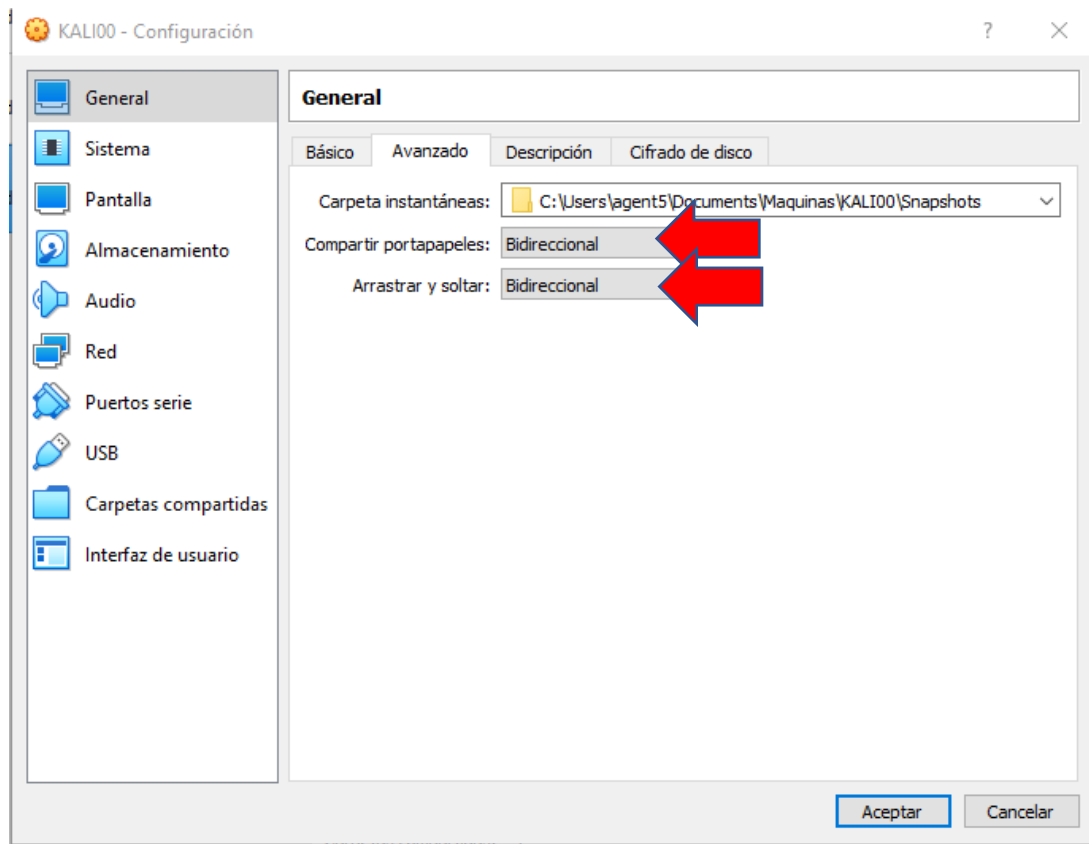 KALI00 - Configuración
?
General
Sistema
Pantalla
Almacenamiento
Audio
Red
Puertos serie
USB
Carpetas compartidas
Interfaz de usuario
General
Básico Avanzado Descripción Cifrado de disco
Carpeta instantáneas: C:\Users\agent5\Documents\Maquinas\KALI00\Snapshots
Compartir portapapeles: Bidireccional
Arrastrar y soltar: Bidireccional
Aceptar Cancelar